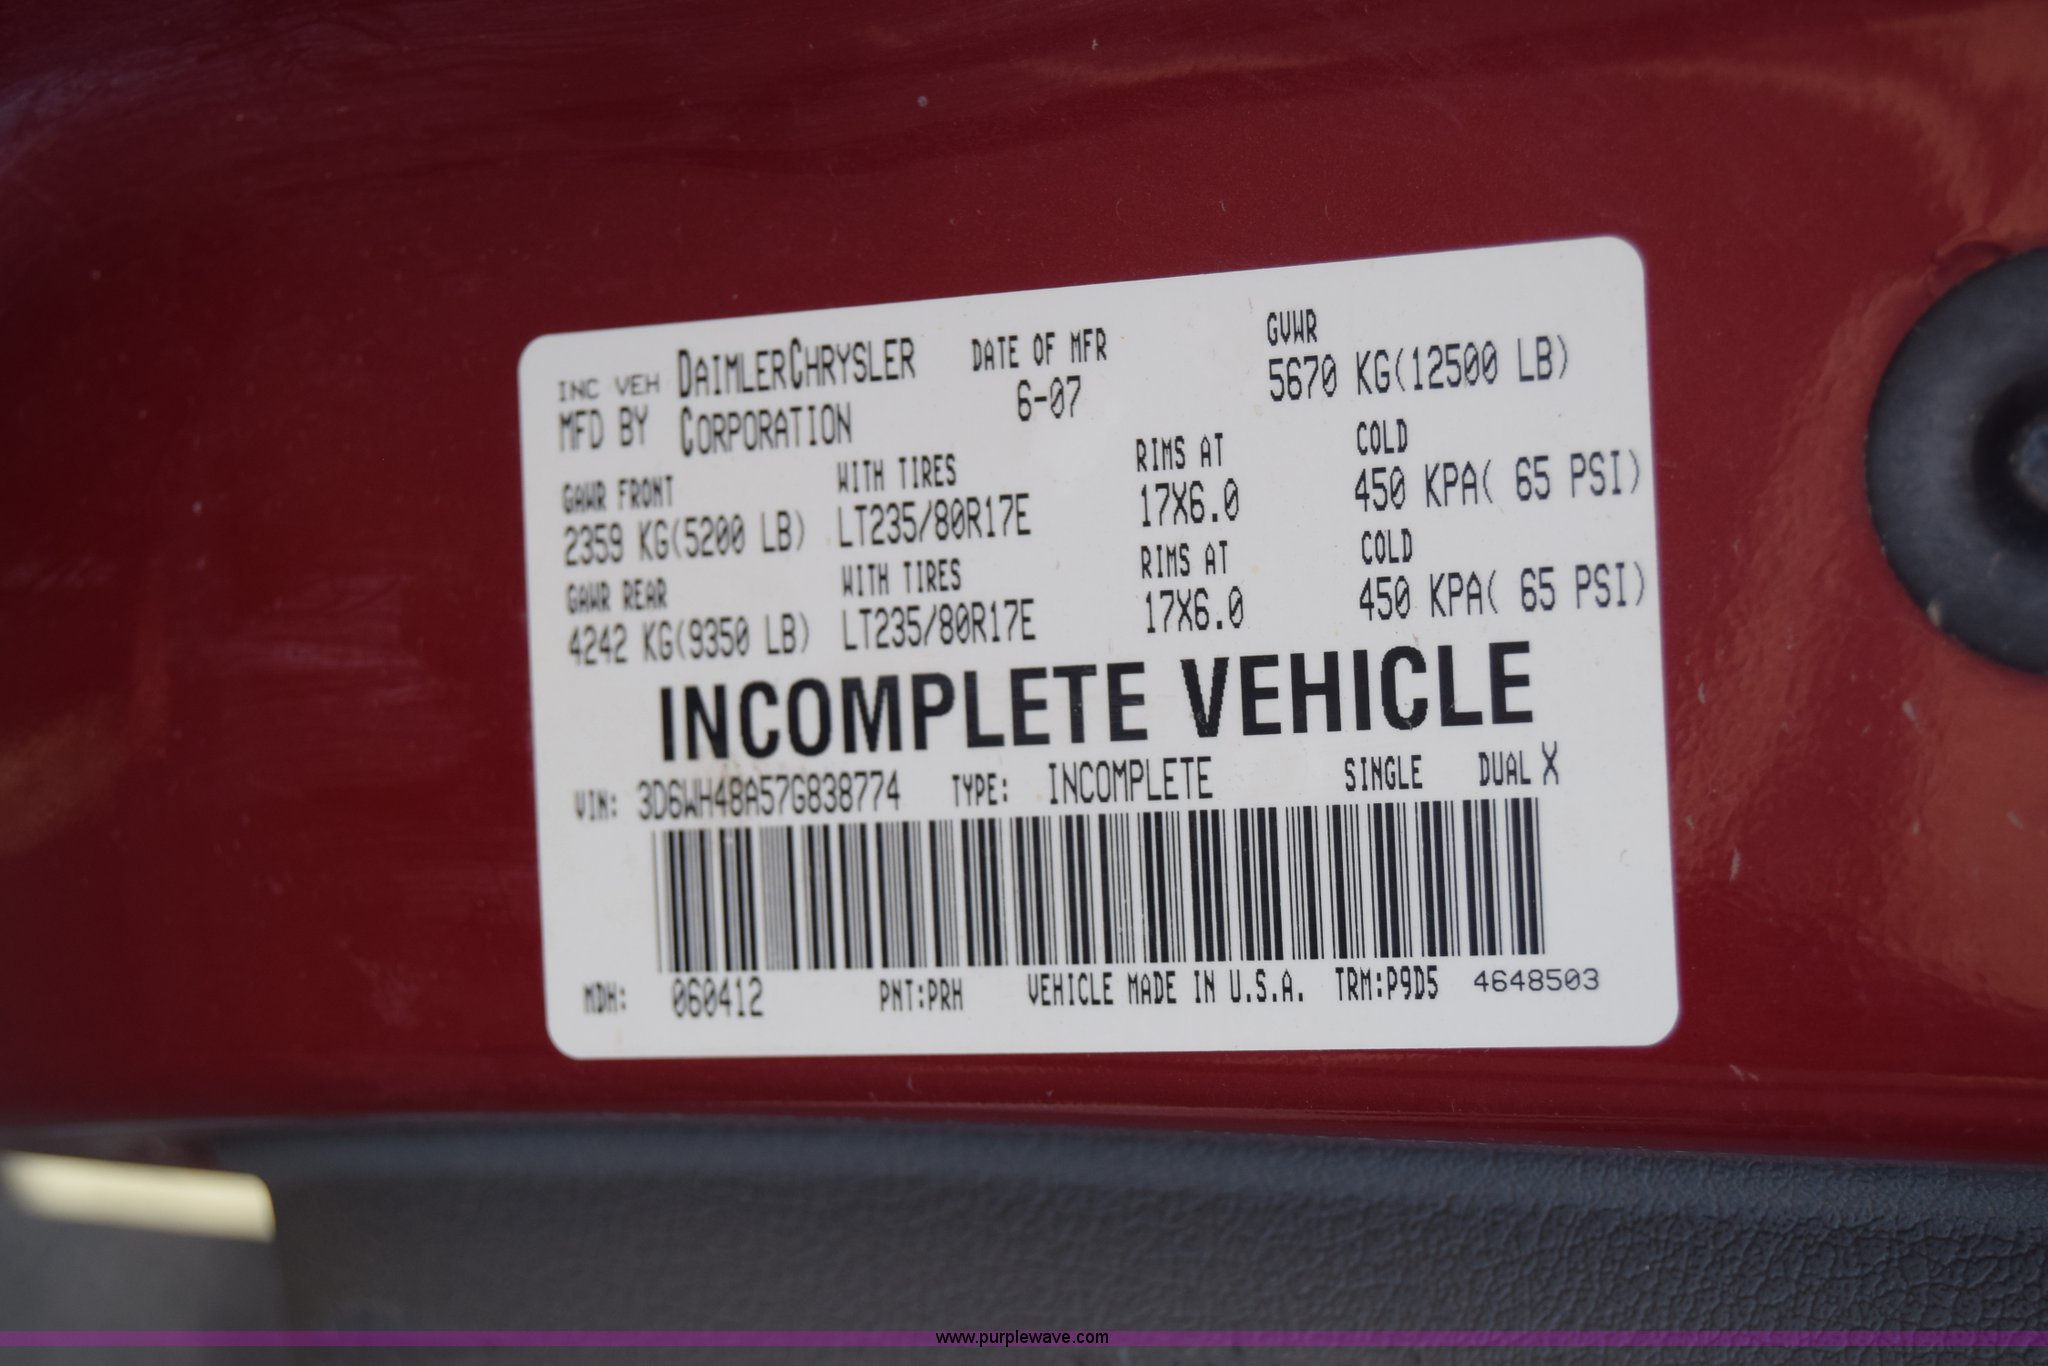 INC VEH DAIMLERCHRYSLER DATE OF MFR GVWR
MFD BY CORPORATION 6-07 5670 KG(12500 LB)
GAWR FRONT WITH TIRES RIMS AT COLD
2359 KG(5200 LB) LT235/80R17E 17X6.0 450 KPA( 65 PSI)
GAWR REAR WITH TIRES RIMS AT COLD
4242 KG(9350 LB) LT235/80R17E 17X6.0 450 KPA( 65 PSI)
INCOMPLETE VEHICLE
VIN: 3D6WH48A57G838774 TYPE: INCOMPLETE SINGLE DUAL X
MDH: 060412 PNT:PRH VEHICLE MADE IN U.S.A. TRM:P9D5 4648503
www.purplewave.com